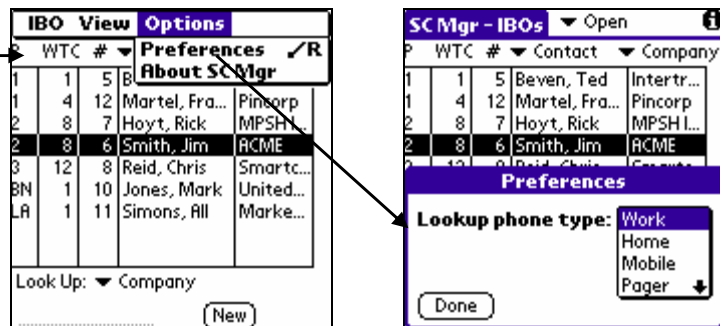 IBO View Options
Preferences /R
About SC Mgr
WTC # Contact
1 1 5 B
1 4 12 Martel, Fra... Pincorp
2 8 7 Hoyt, Rick MPSH I...
2 8 6 Smith, Jim ACME
3 12 8 Reid, Chris Smartc...
BN 1 10 Jones, Mark United...
LA 1 11 Simons, All Marke...
Look Up: Company
New
SC Mgr - IBOs Open
P WTC # Contact Company
1 1 5 Beven, Ted Intertr...
1 4 12 Martel, Fra... Pincorp
2 8 7 Hoyt, Rick MPSH I...
2 8 6 Smith, Jim ACME
Preferences
Lookup phone type: Work
Home
Mobile
Pager
Done